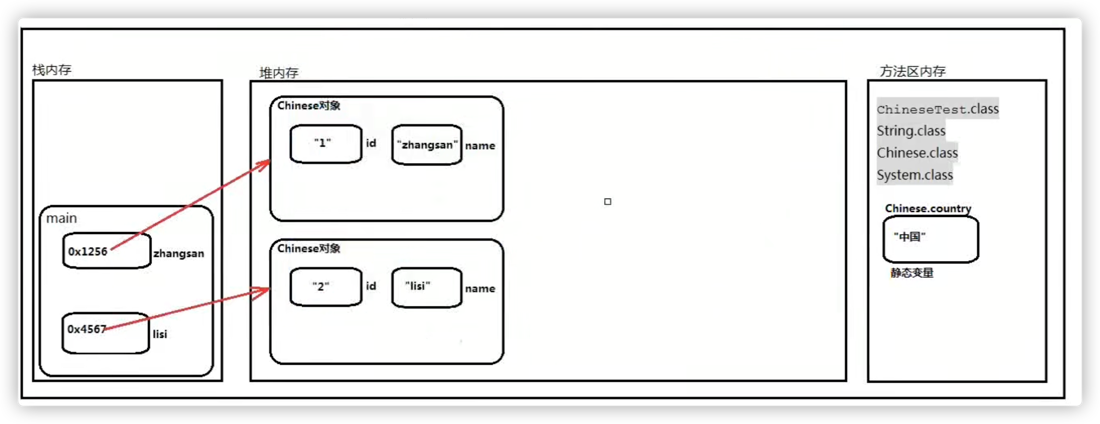 栈内存
堆内存
方法区内存
Chinese对象
"1"
id
"zhangsan"
name
ChineseTest.class
String.class
Chinese.class
System.class
Chinese.country
"中国"
静态变量
main
0x1256
zhangsan
0x4567
lisi
Chinese对象
"2"
id
"lisi"
name